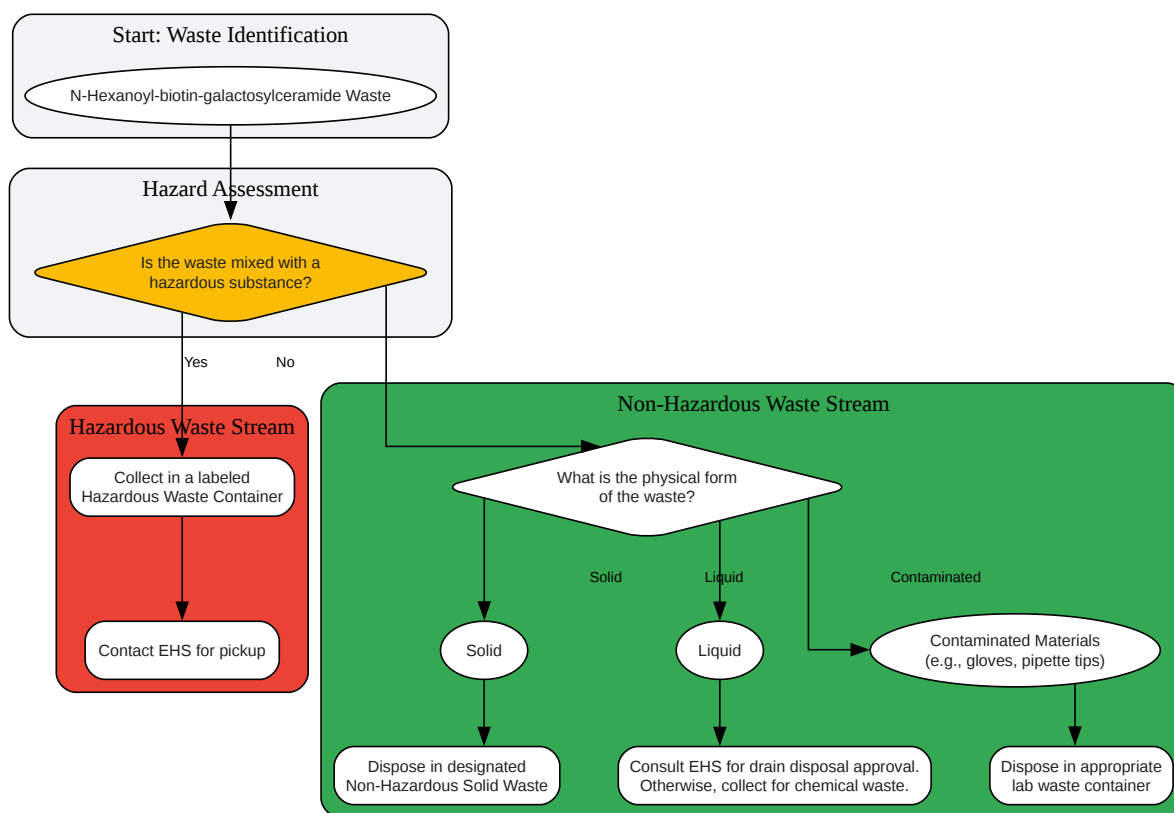 Start: Waste Identification
N-Hexanoyl-biotin-galactosylceramide Waste
Hazard Assessment
Is the waste mixed with a
hazardous substance?
Yes
No
Hazardous Waste Stream
Collect in a labeled
Hazardous Waste Container
Contact EHS for pickup
Non-Hazardous Waste Stream
What is the physical form
of the waste?
Solid
Liquid
Contaminated
Solid
Liquid
Contaminated Materials
(e.g., gloves, pipette tips)
Dispose in designated
Non-Hazardous Solid Waste
Consult EHS for drain disposal approval.
Otherwise, collect for chemical waste.
Dispose in appropriate
lab waste container